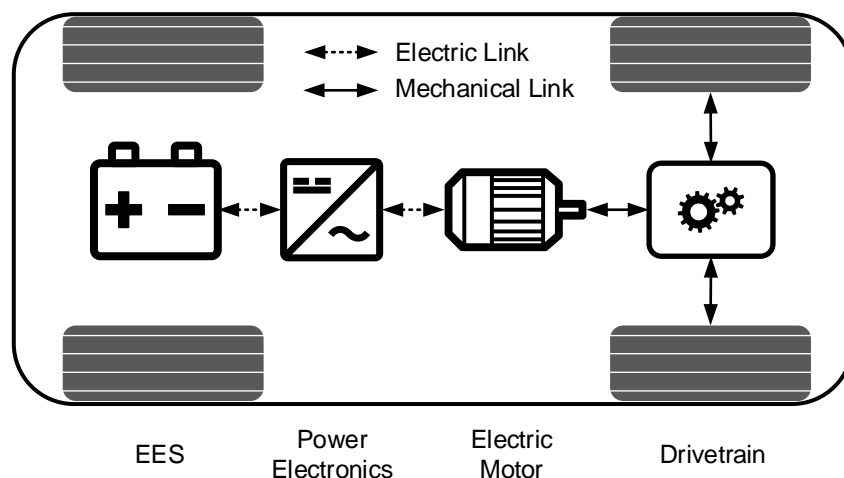 Electric Link
Mechanical Link
EES
Power
Electronics
Electric
Motor
Drivetrain